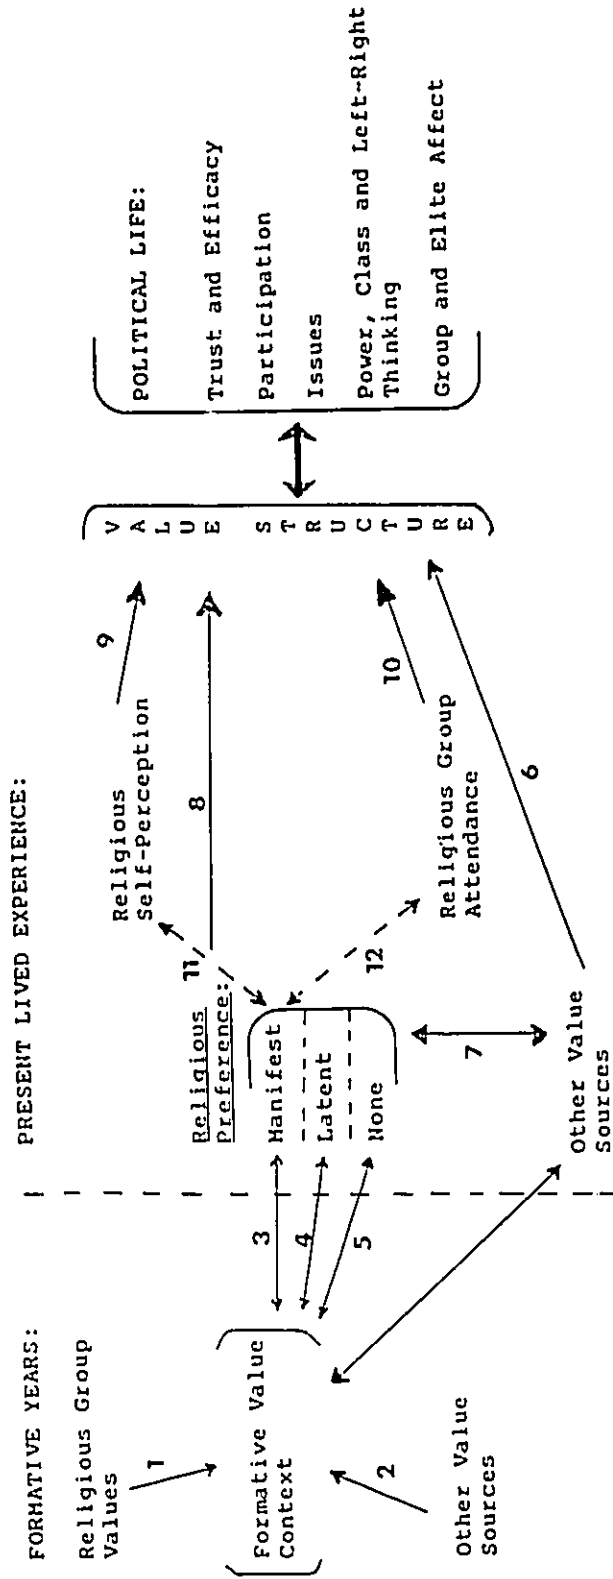 FORMATIVE YEARS:
Religious Group
Values
1
Formative Value
Context
2
Other Value
Sources
PRESENT LIVED EXPERIENCE:
3
4
5
Religious
Preference:
Manifest
Latent
None
11
12
7
Other Value
Sources
Religious
Self-Perception
8
Religious Group
Attendance
9
10
6
VALUE STRUCTURE
POLITICAL LIFE:
Trust and Efficacy
Participation
Issues
Power, Class and Left-Right
Thinking
Group and Elite Affect